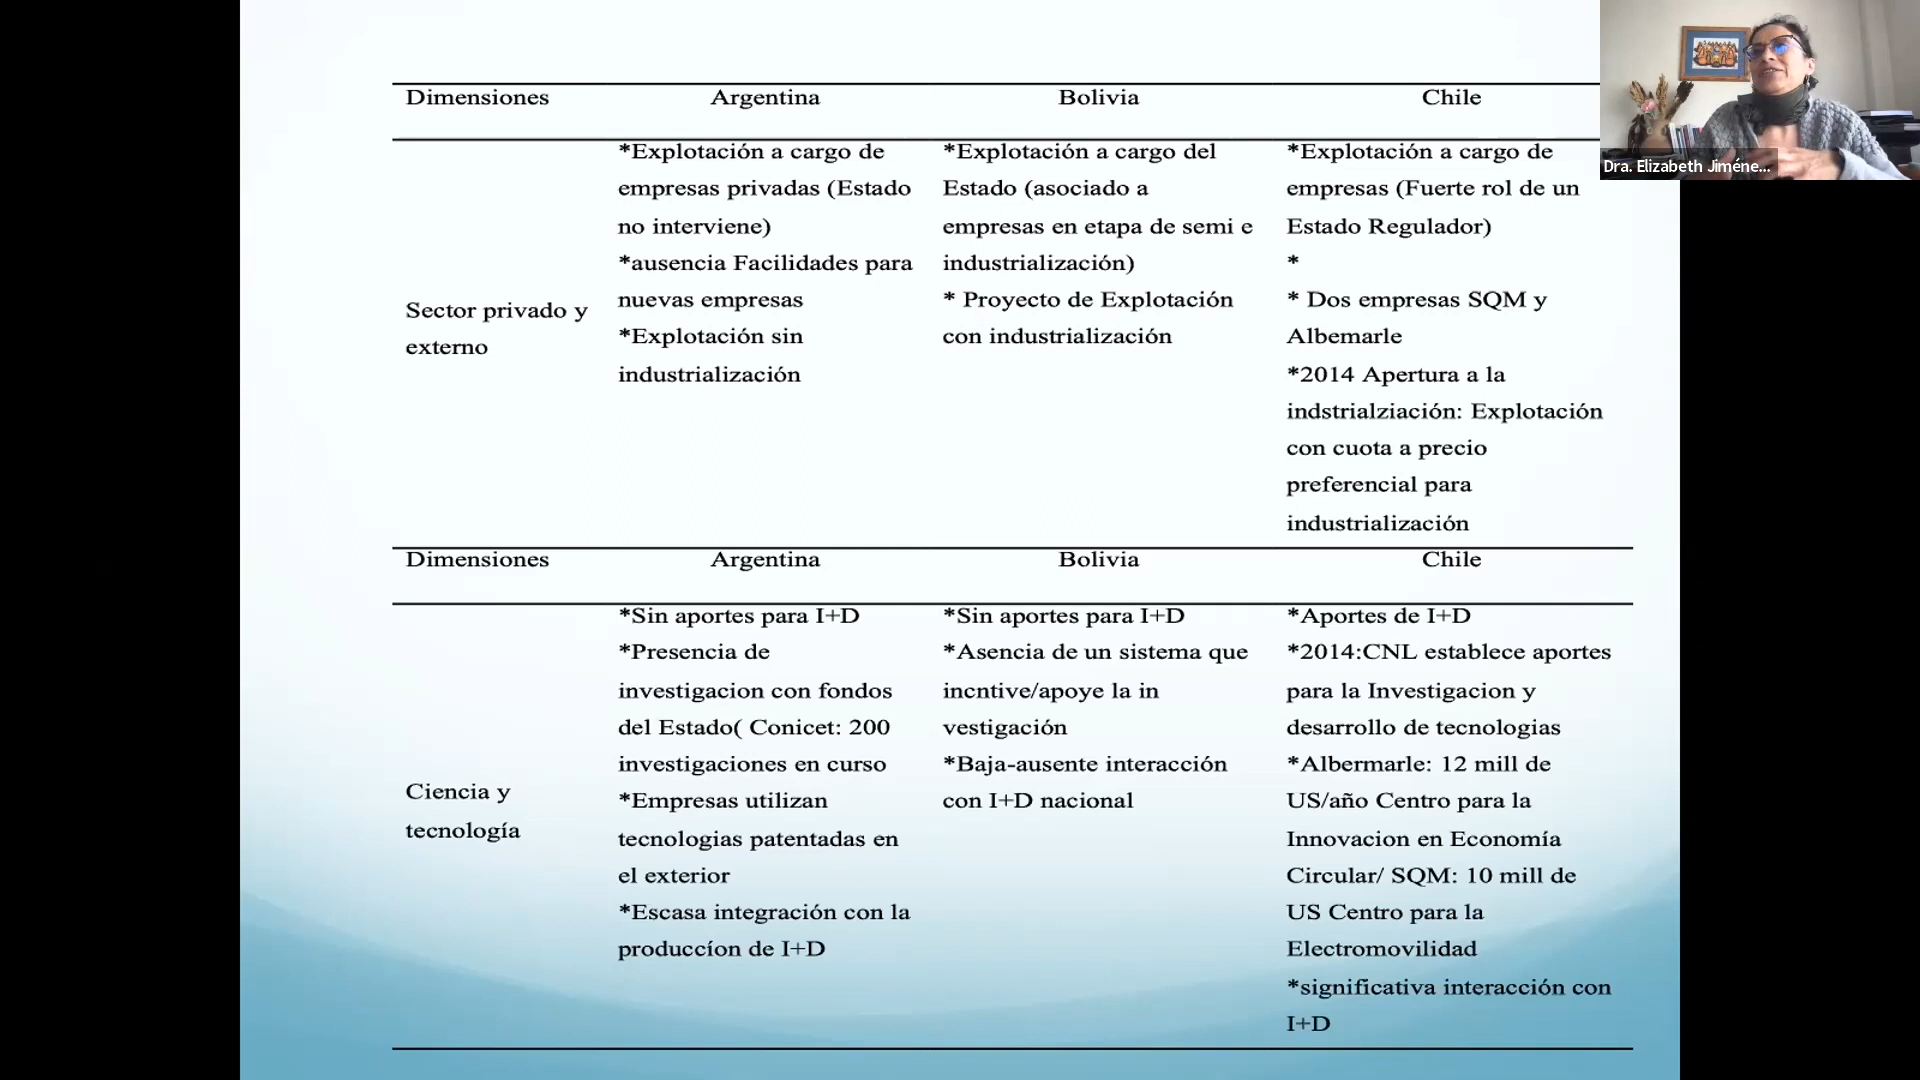 Dimensiones Argentina Bolivia Chile
Sector privado y
externo
*Explotación a cargo de
empresas privadas (Estado
no interviene)
*ausencia Facilidades para
nuevas empresas
*Explotación sin
industrialización
*Explotación a cargo del
Estado (asociado a
empresas en etapa de semi e
industrialización)
* Proyecto de Explotación
con industrialización
*Explotación a cargo de
empresas (Fuerte rol de un
Estado Regulador)
*
* Dos empresas SQM y
Albemarle
*2014 Apertura a la
indstrialziación: Explotación
con cuota a precio
preferencial para
industrialización
Dimensiones Argentina Bolivia Chile
Ciencia y
tecnología
*Sin aportes para I+D
*Presencia de
investigacion con fondos
del Estado( Conicet: 200
investigaciones en curso
*Empresas utilizan
tecnologias patentadas en
el exterior
*Escasa integración con la
produccíon de I+D
*Sin aportes para I+D
*Asencia de un sistema que
incntive/apoye la in
vestigación
*Baja-ausente interacción
con I+D nacional
*Aportes de I+D
*2014:CNL establece aportes
para la Investigacion y
desarrollo de tecnologias
*Albermarle: 12 mill de
US/año Centro para la
Innovacion en Economía
Circular/ SQM: 10 mill de
US Centro para la
Electromovilidad
*significativa interacción con
I+D
Dra. Elizabeth Jiméne...